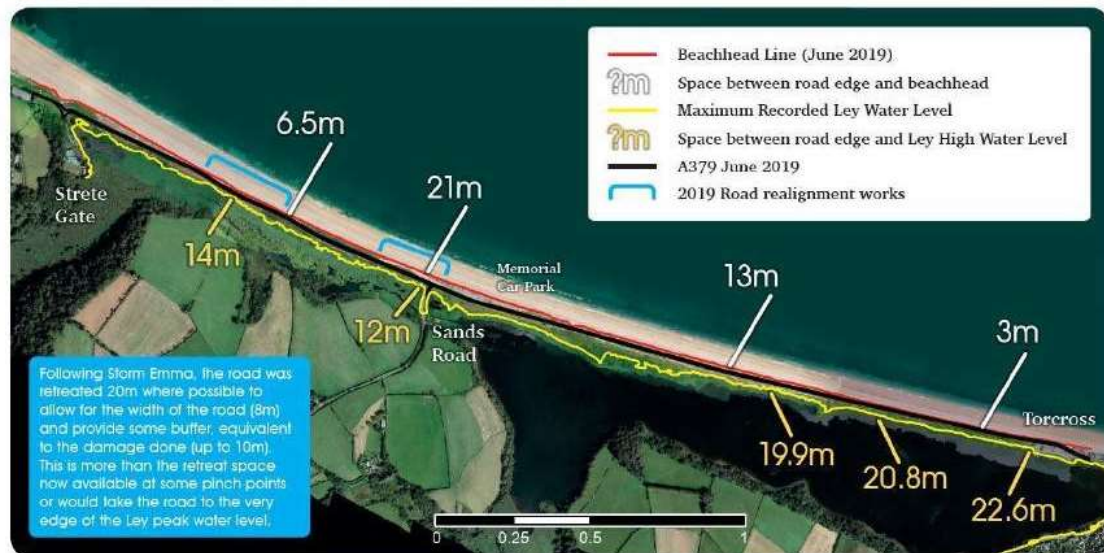 Beachhead Line (June 2019)
?m Space between road edge and beachhead
Maximum Recorded Ley Water Level
?m Space between road edge and Ley High Water Level
A379 June 2019
2019 Road realignment works
6.5m
21m
13m
3m
Strete
Gate
Memorial
Car Park
Sands
Road
Torcross
14m
12m
19.9m
20.8m
22.6m
Following Storm Emma, the road was
retreated 20m where possible to
allow for the width of the road (8m)
and provide some buffer, equivalent
to the damage done (up to 10m).
This is more than the retreat space
now available at some pinch points
or would take the road to the very
edge of the Ley peak water level.
0 0.25 0.5 1